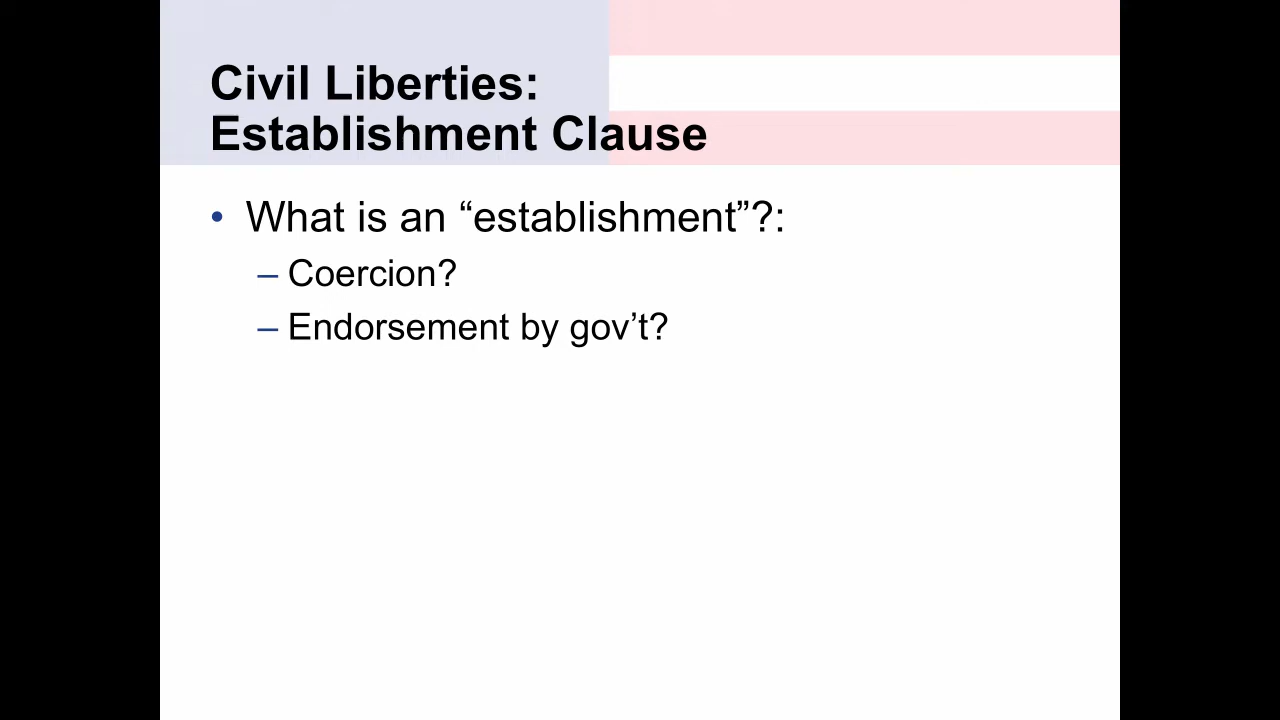 Civil Liberties:
Establishment Clause
• What is an “establishment”?:
– Coercion?
– Endorsement by gov’t?